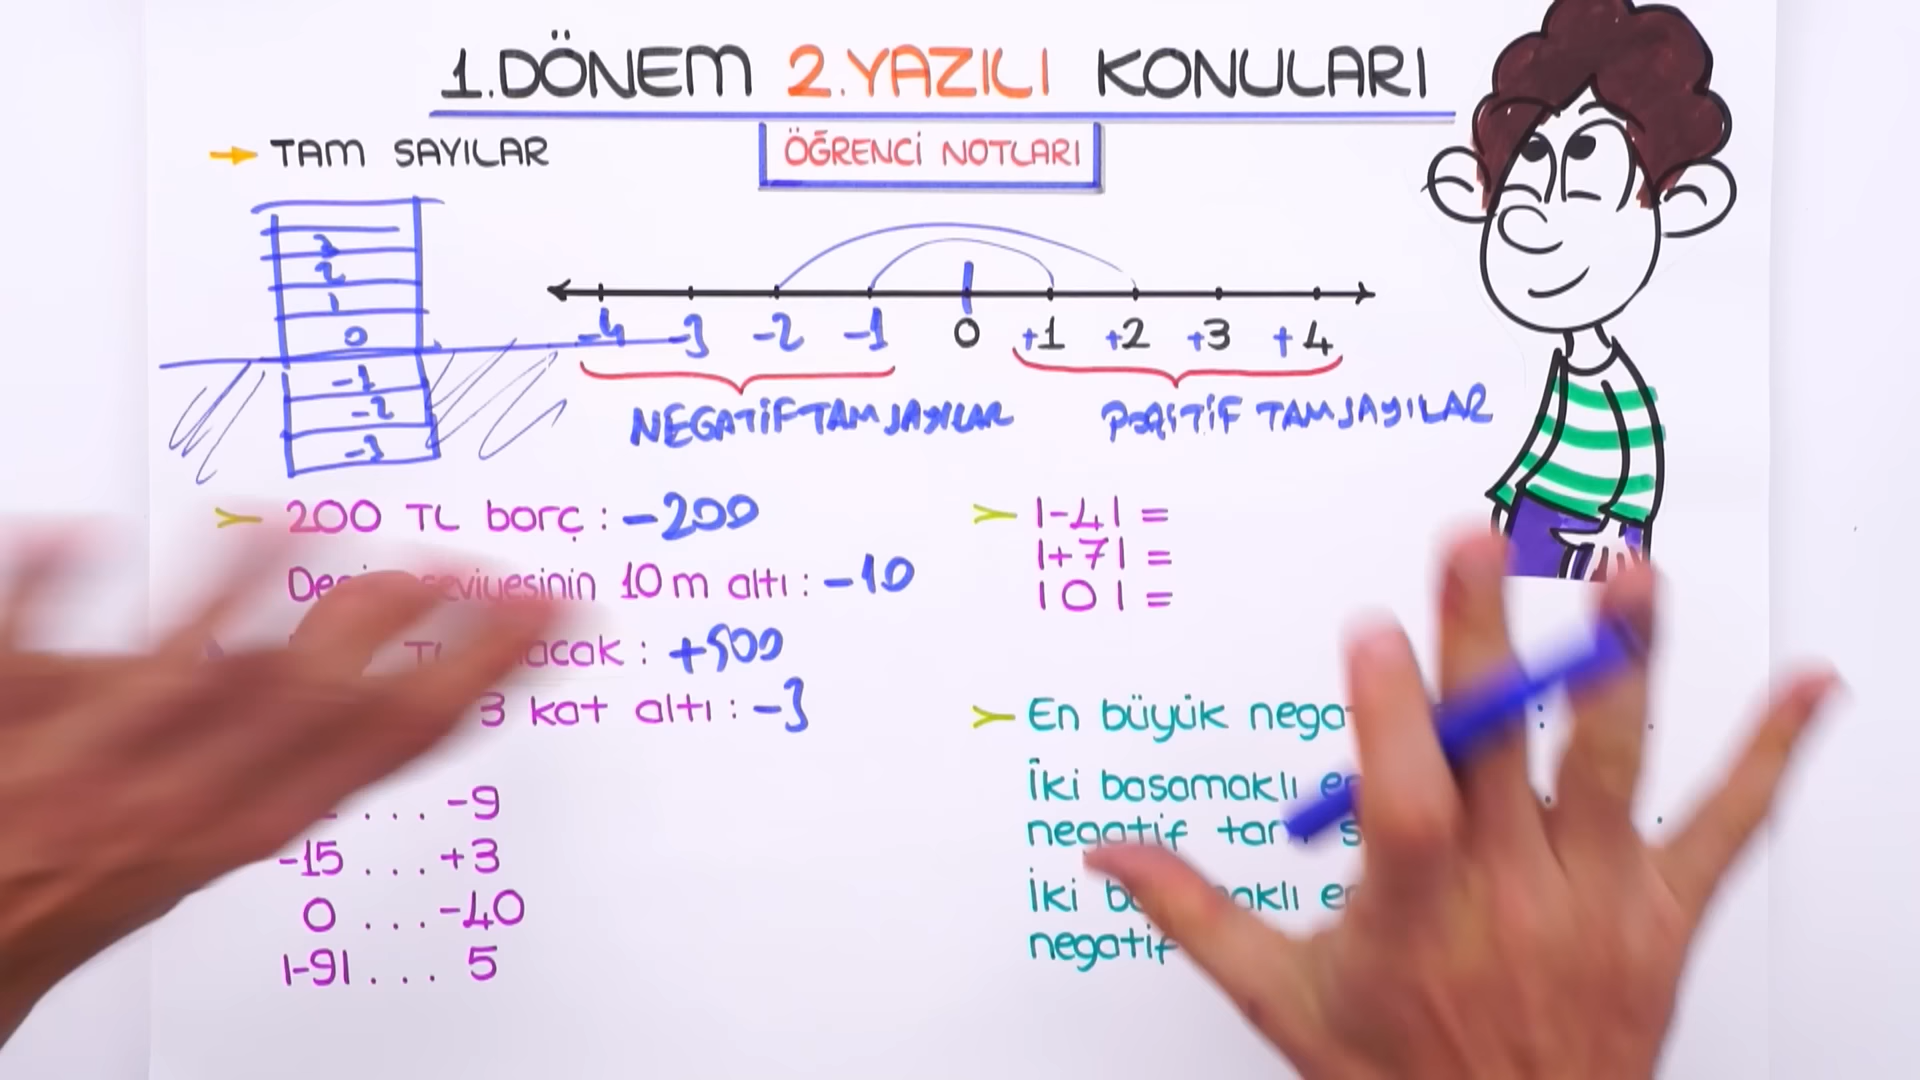 1.DÖNEM 2.YAZILI KONULARI
ÖĞRENCİ NOTLARI
TAM SAYILAR
3
2
1
0
-1
-2
-3
-4 -3 -2 -1 0 +1 +2 +3 +4
NEGATİF TAM SAYILAR
POZİTİF TAM SAYILAR
200 TL borç : -200
seviyesinin 10 m altı : -10
: +500
3 kat altı : -3
... -9
-15 ... +3
0 ... -40
|-9| ... 5
|-4| =
|+7| =
|0| =
En büyük :
İki basamaklı
negatif
İki
negatif